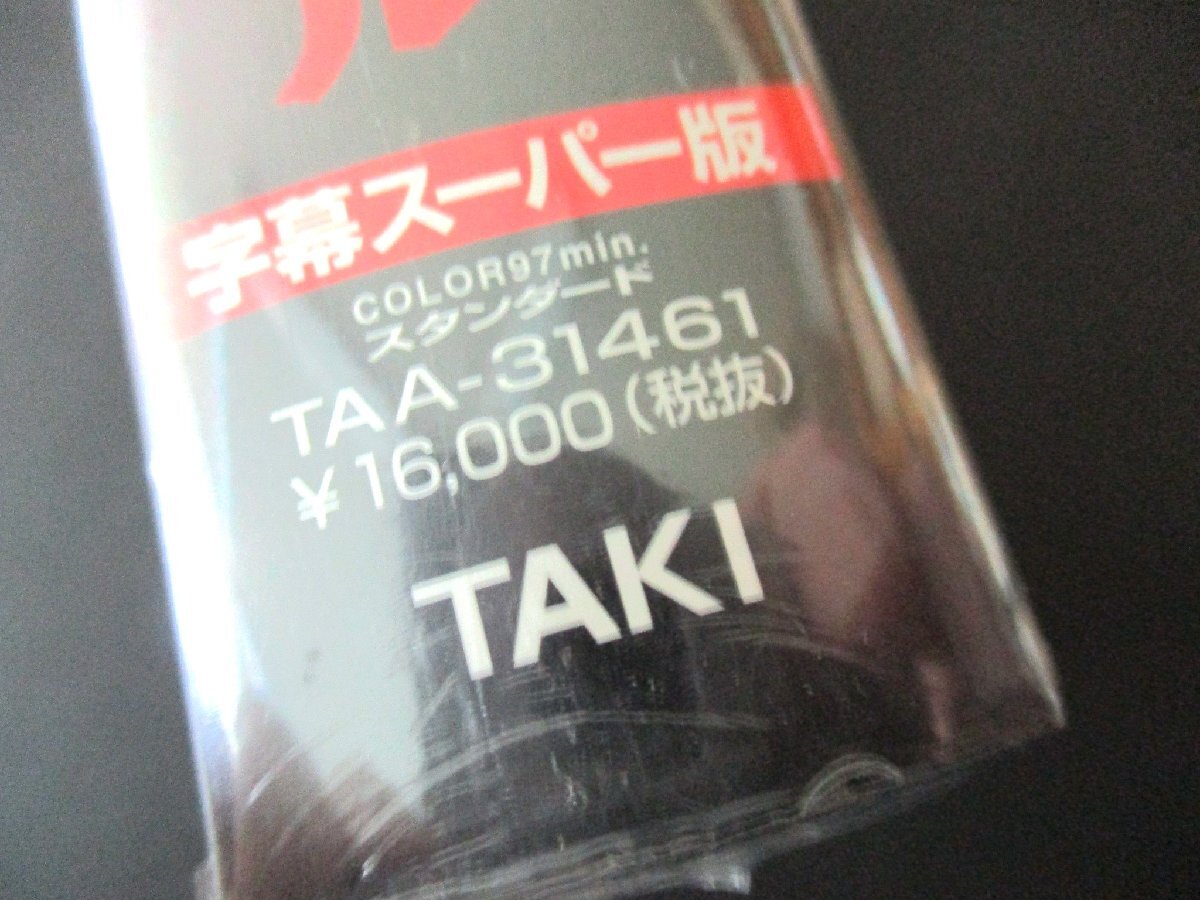 ル
字幕スーパー版
COLOR97min.
スタンダード
TAA-31461
¥16,000(税抜)
TAKI